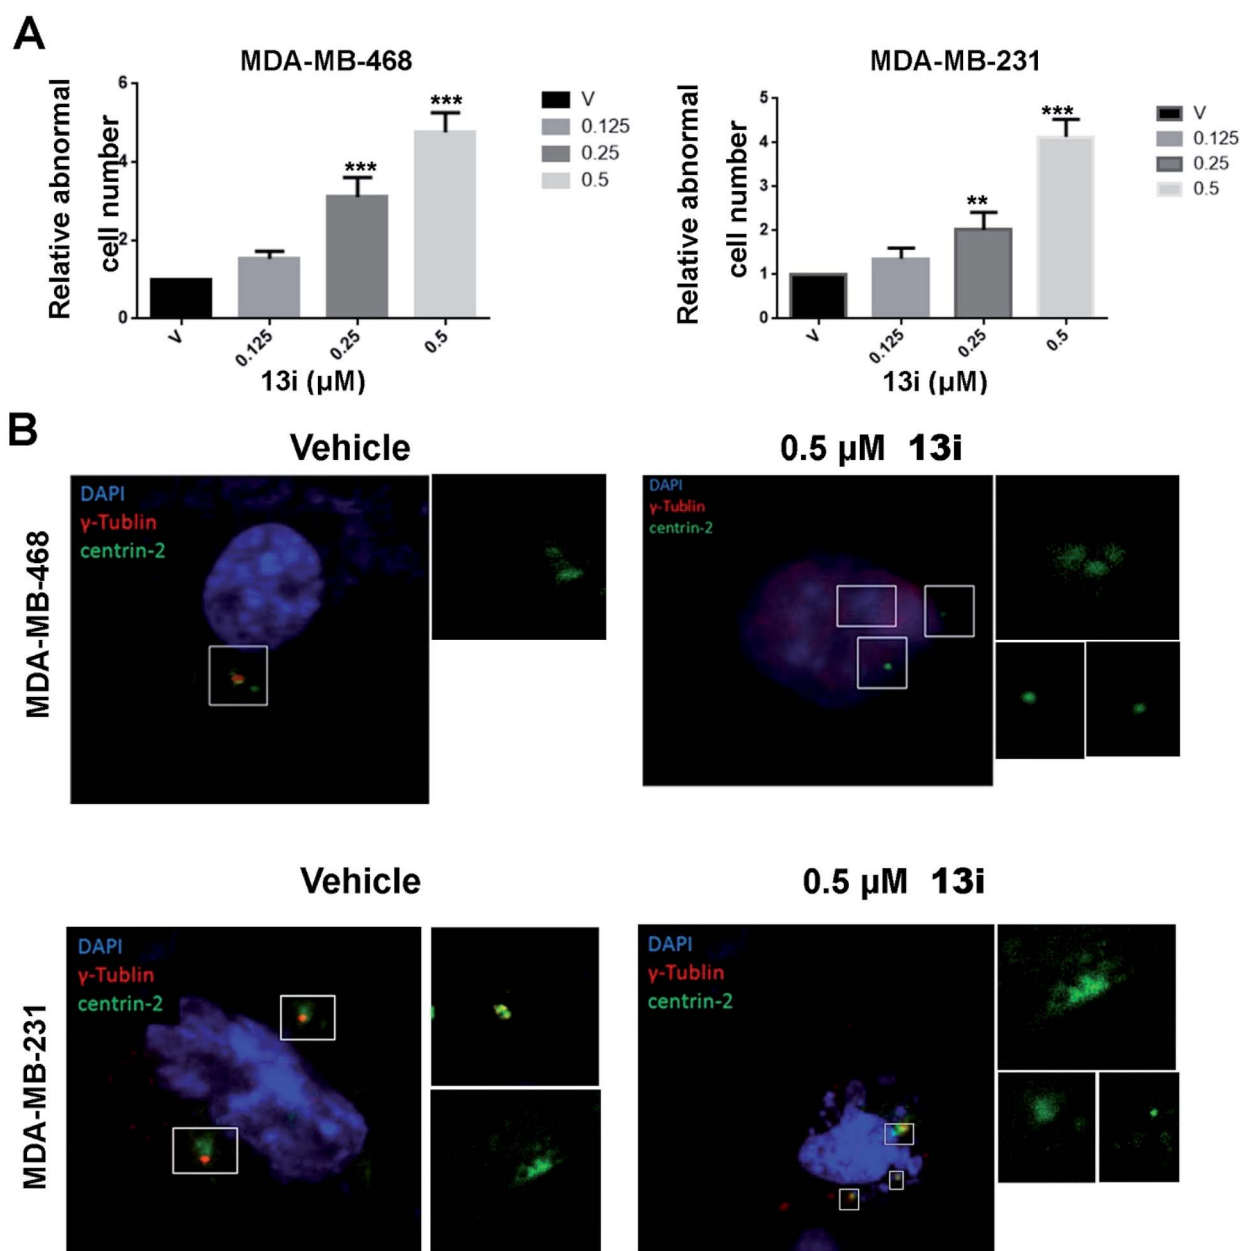 A
MDA-MB-468
Relative abnormal
cell number
6
4
2
0
***
***
V
0.125
0.25
0.5
13i (µM)
V
0.125
0.25
0.5
MDA-MB-231
Relative abnormal
cell number
5
4
3
2
1
0
**
***
V
0.125
0.25
0.5
13i (µM)
V
0.125
0.25
0.5
B
Vehicle
0.5 µM 13i
MDA-MB-468
DAPI
γ-Tublin
centrin-2
DAPI
γ-Tublin
centrin-2
Vehicle
0.5 µM 13i
MDA-MB-231
DAPI
γ-Tublin
centrin-2
DAPI
γ-Tublin
centrin-2